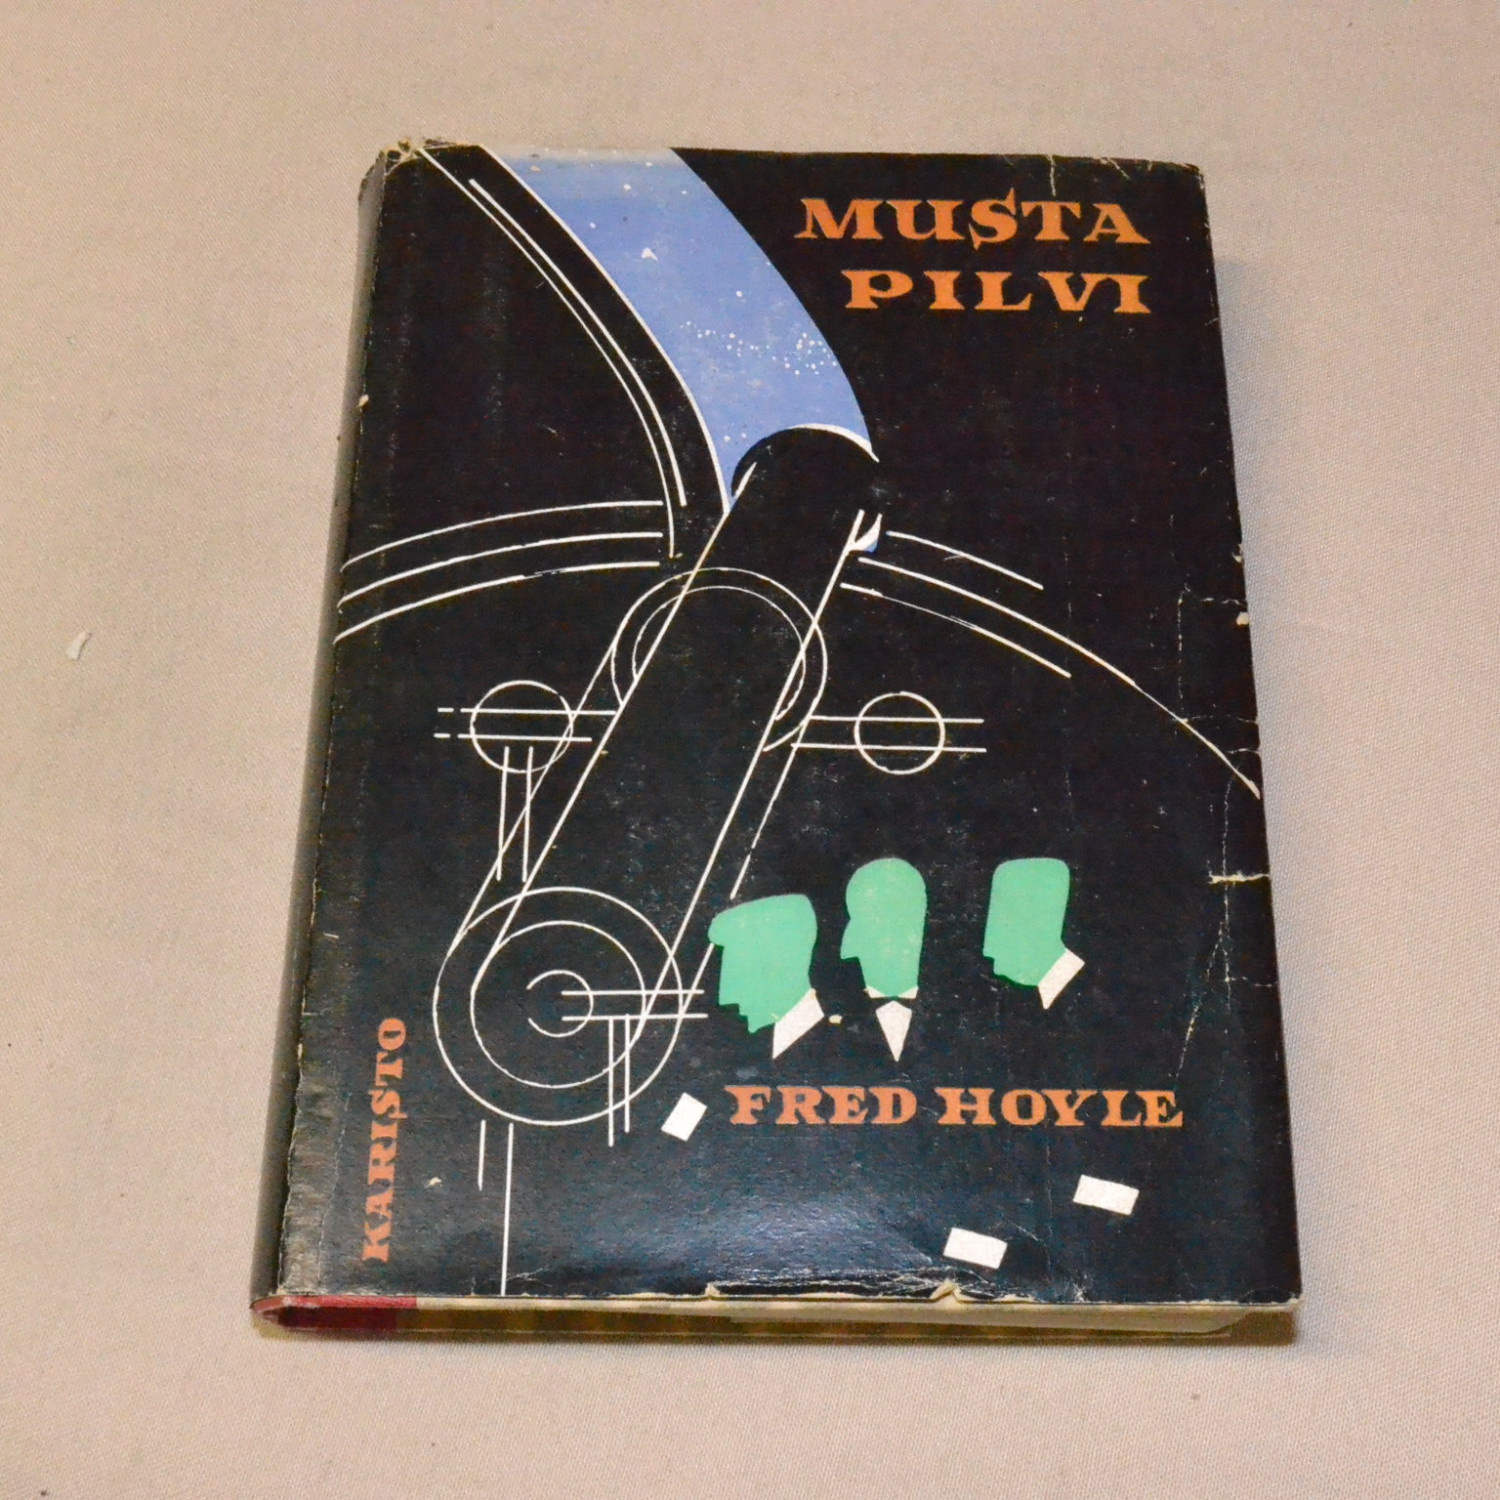 MUSTA
PILVI
FRED HOYLE
KARISTO